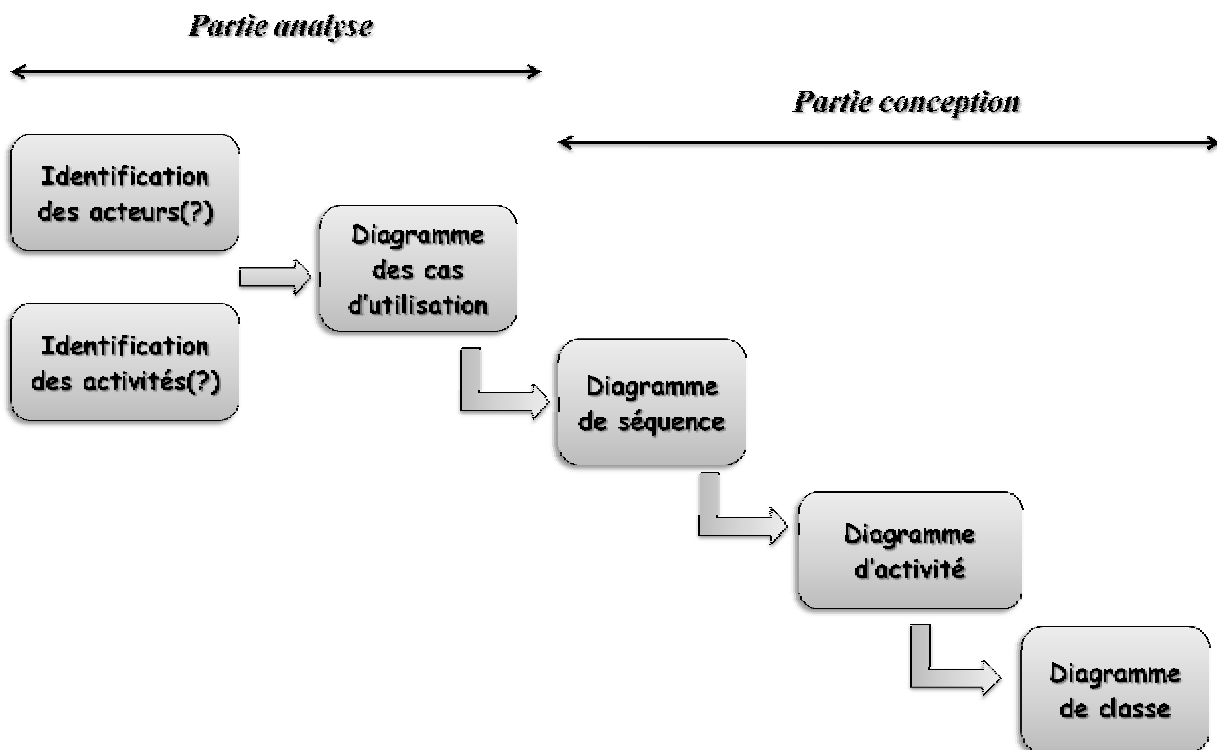 Partie analyse
Partie conception
Identification
des acteurs(?)
Identification
des activités(?)
Diagramme
des cas
d'utilisation
Diagramme
de séquence
Diagramme
d'activité
Diagramme
de classe